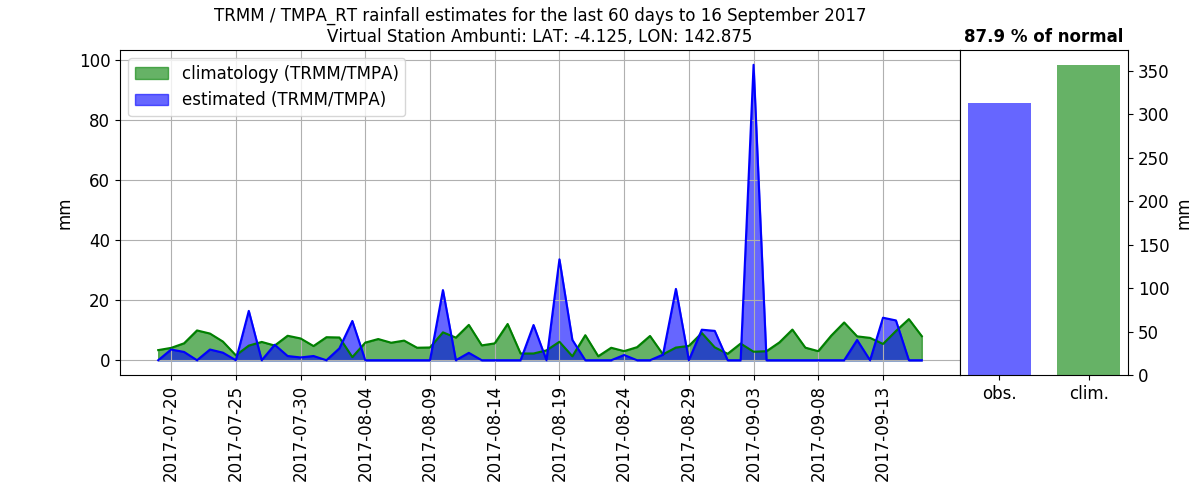 TRMM / TMPA_RT rainfall estimates for the last 60 days to 16 September 2017
Virtual Station Ambunti: LAT: -4.125, LON: 142.875
87.9 % of normal
climatology (TRMM/TMPA)
estimated (TRMM/TMPA)
mm
100
80
60
40
20
0
2017-07-20
2017-07-25
2017-07-30
2017-08-04
2017-08-09
2017-08-14
2017-08-19
2017-08-24
2017-08-29
2017-09-03
2017-09-08
2017-09-13
obs.
clim.
350
300
250
200
150
100
50
0
mm